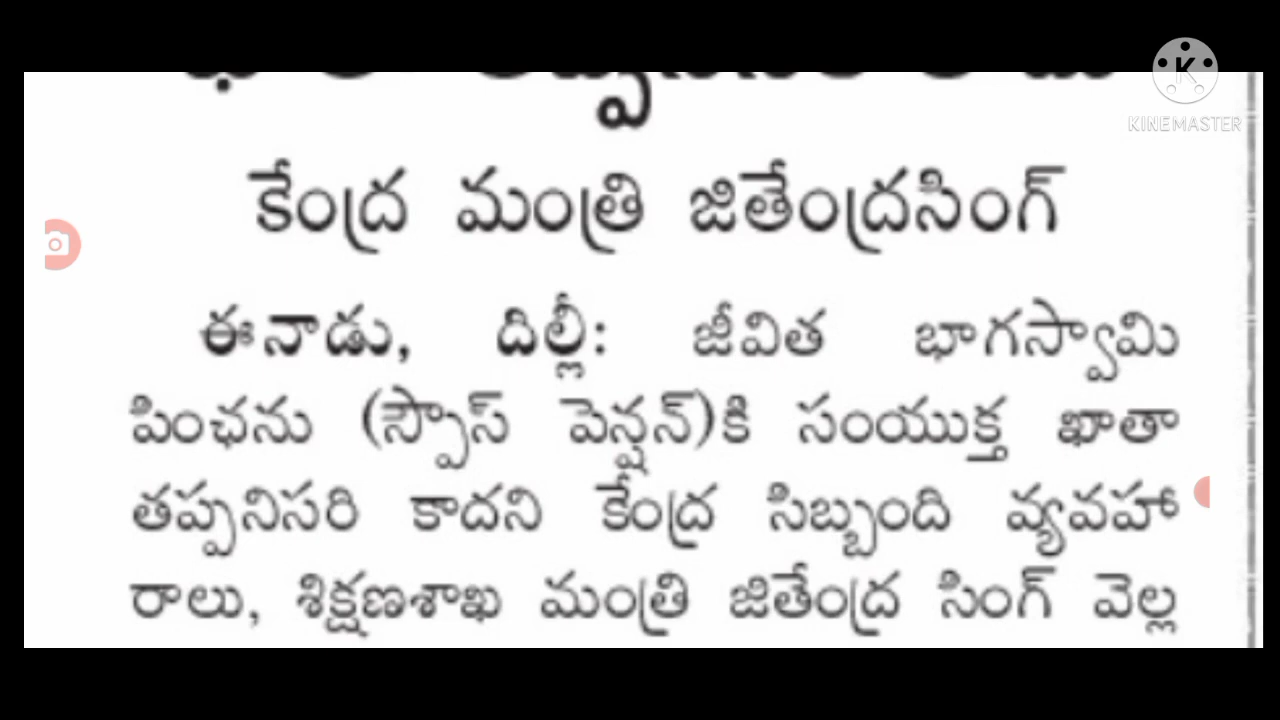 KINEMASTER
కేంద్ర మంత్రి జితేంద్రసింగ్
ఈనాడు, దిల్లీ: జీవిత భాగస్వామి
పింఛను (స్పౌస్ పెన్షన్)కి సంయుక్త ఖాతా
తప్పనిసరి కాదని కేంద్ర సిబ్బంది వ్యవహా
రాలు, శిక్షణశాఖ మంత్రి జితేంద్ర సింగ్ వెల్ల